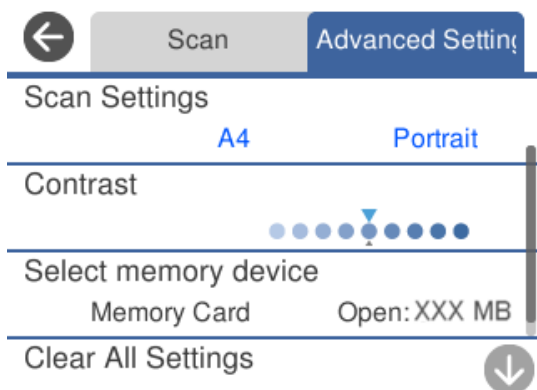 Scan
Advanced Setting
Scan Settings
A4 Portrait
Contrast
Select memory device
Memory Card Open: XXX MB
Clear All Settings